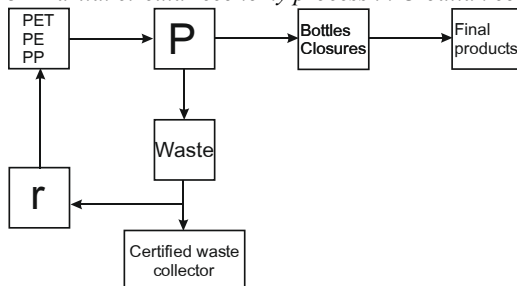 PET
PE
PP
P
Bottles
Closures
Final
products
Waste
r
Certified waste
collector